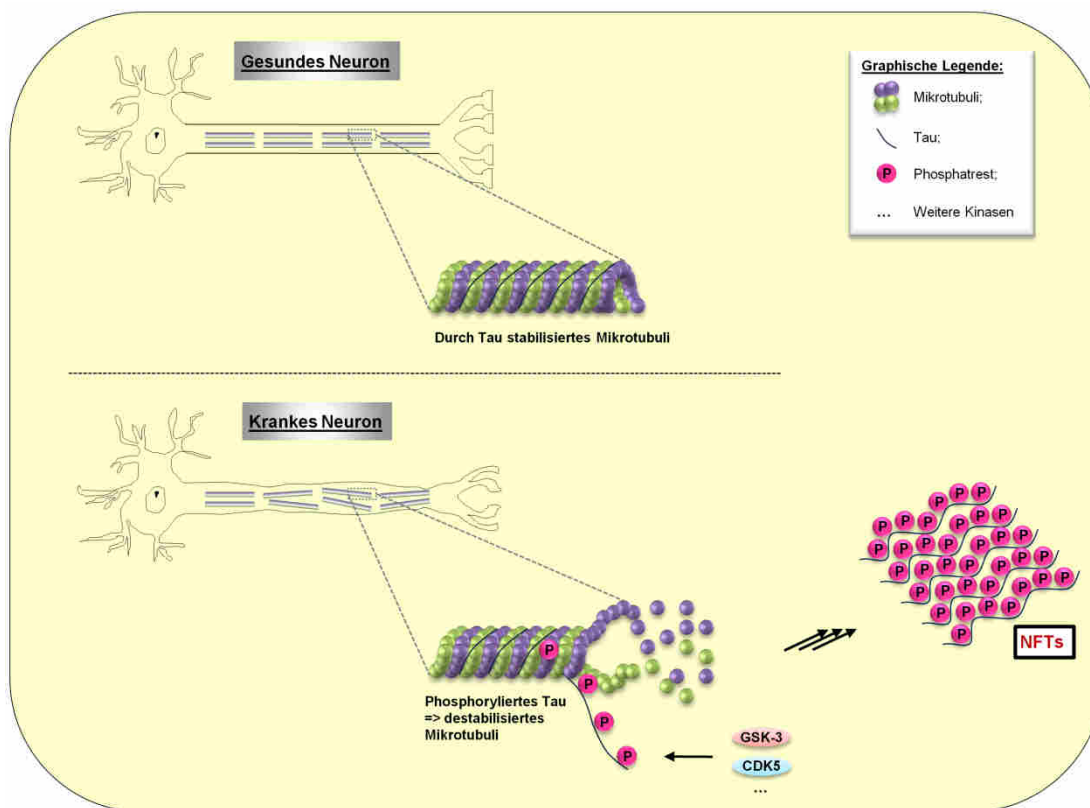 Gesundes Neuron
Graphische Legende:
Mikrotubuli;
Tau;
P
Phosphatrest;
...
Weitere Kinasen
Durch Tau stabilisiertes Mikrotubuli
Krankes Neuron
P
P
P
P
Phosphoryliertes Tau
=> destabilisiertes
Mikrotubuli
GSK-3
CDK5
...
P P P
P P P P P P
P P P P P P P
P P P P P P
P P P P P
P P P
P
NFTs